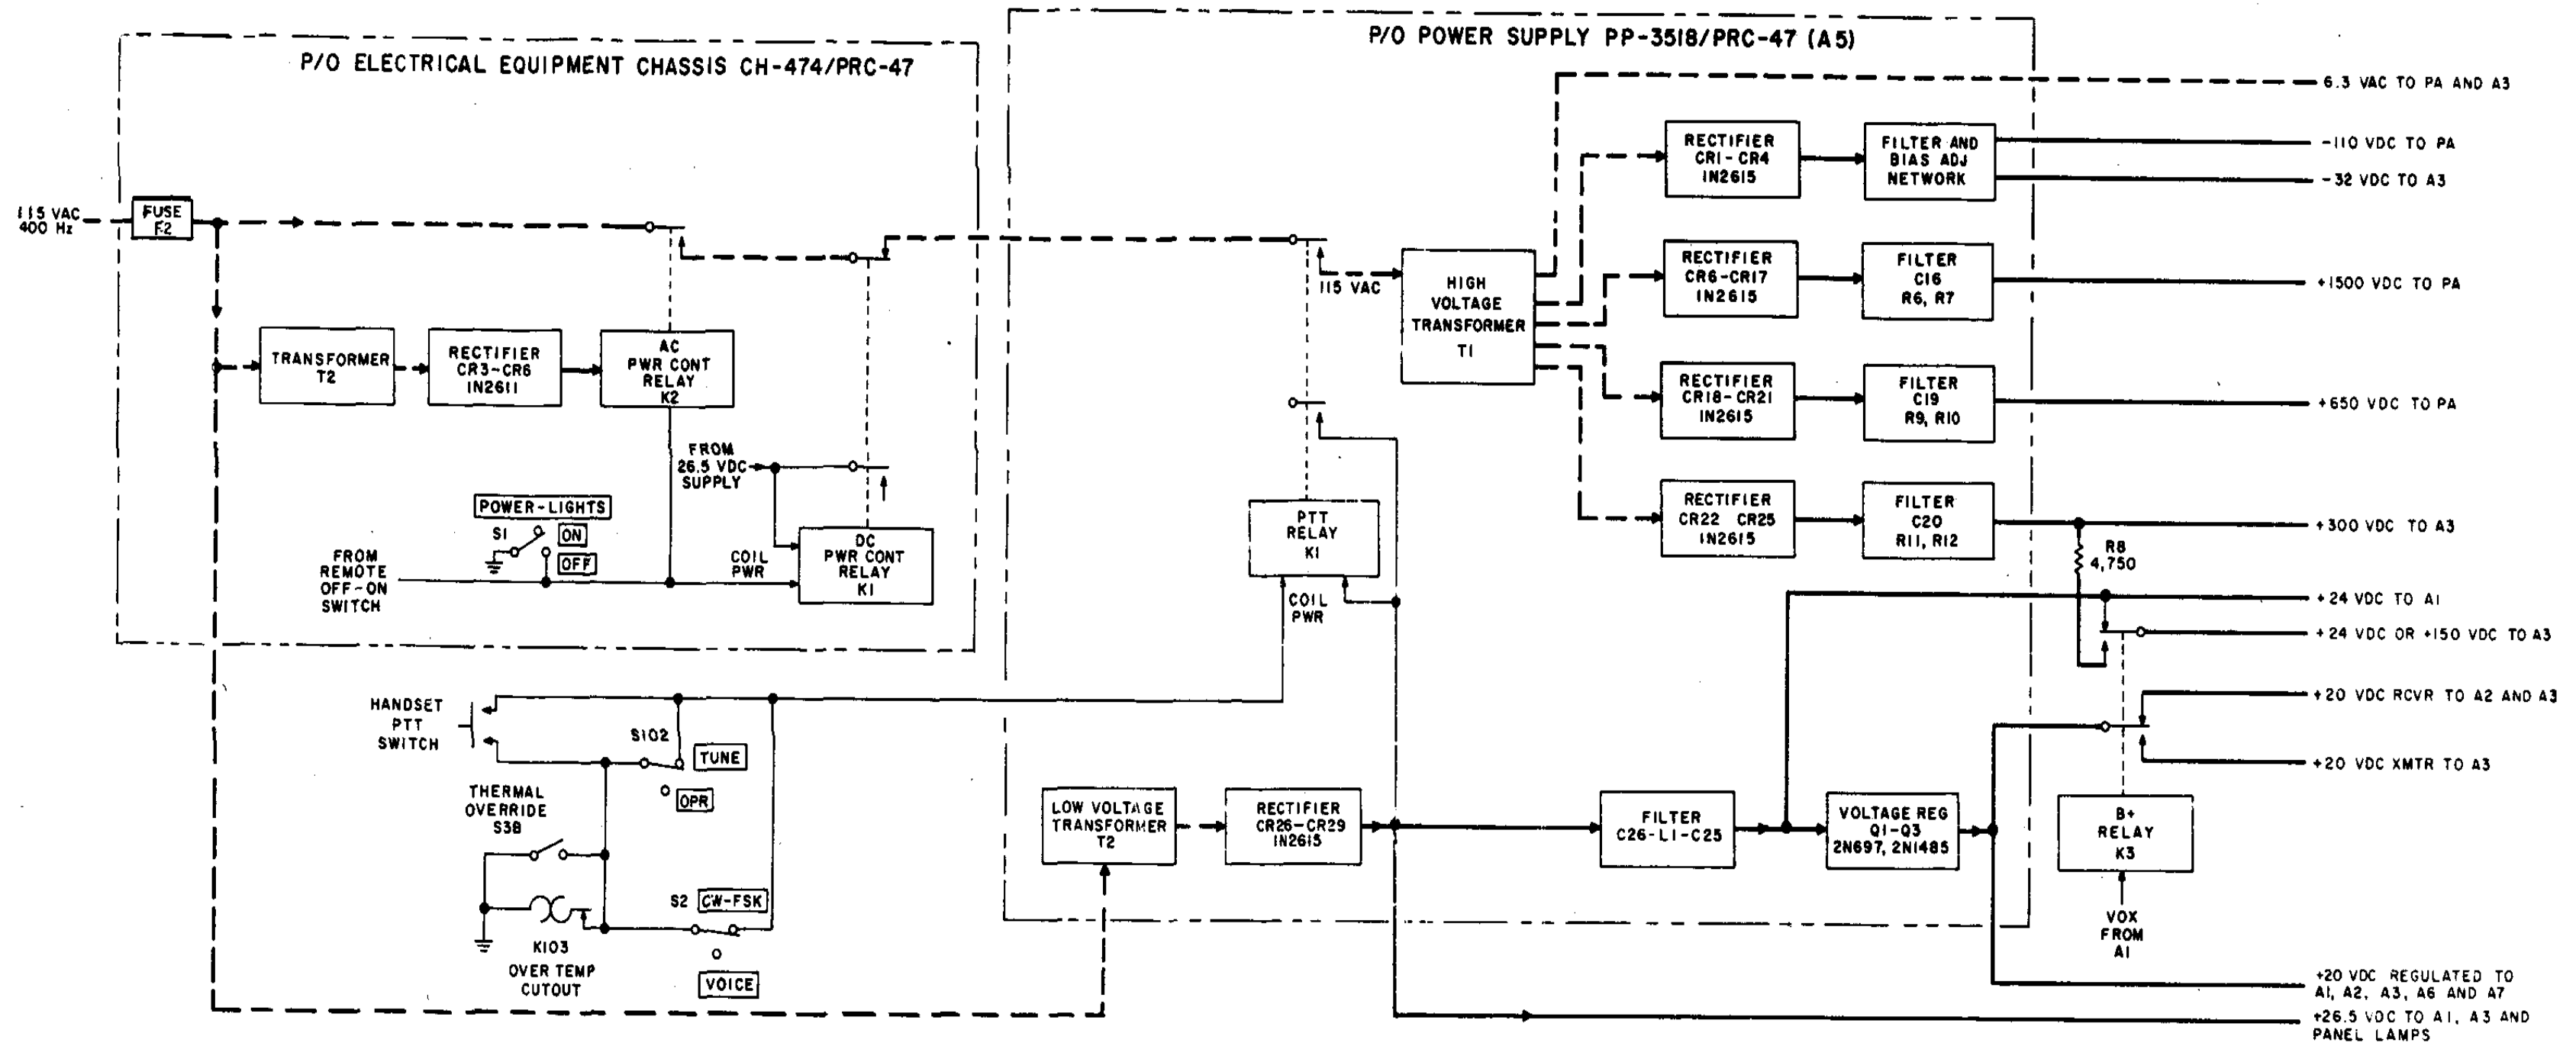 P/O ELECTRICAL EQUIPMENT CHASSIS CH-474/PRC-47
P/O POWER SUPPLY PP-3518/PRC-47 (A5)
115 VAC
400 Hz
FUSE
F2
TRANSFORMER
T2
RECTIFIER
CR3-CR6
IN2611
AC
PWR CONT
RELAY
K2
FROM
26.5 VDC
SUPPLY
POWER-LIGHTS
S1
ON
OFF
FROM
REMOTE
OFF-ON
SWITCH
COIL
PWR
DC
PWR CONT
RELAY
K1
HANDSET
PTT
SWITCH
S102
TUNE
OPR
THERMAL
OVERRIDE
S3B
S2
CW-FSK
VOICE
K103
OVER TEMP
CUTOUT
115 VAC
HIGH
VOLTAGE
TRANSFORMER
T1
PTT
RELAY
K1
COIL
PWR
RECTIFIER
CR1-CR4
IN2615
FILTER AND
BIAS ADJ
NETWORK
RECTIFIER
CR6-CR17
IN2615
FILTER
C16
R6, R7
RECTIFIER
CR18-CR21
IN2615
FILTER
C19
R9, R10
RECTIFIER
CR22 CR25
IN2615
FILTER
C20
R11, R12
LOW VOLTAGE
TRANSFORMER
T2
RECTIFIER
CR26-CR29
IN2615
FILTER
C26-L1-C25
VOLTAGE REG
Q1-Q3
2N697, 2N1485
R8
4,750
B+
RELAY
K3
VOX
FROM
A1
6.3 VAC TO PA AND A3
-110 VDC TO PA
-32 VDC TO A3
+1500 VDC TO PA
+650 VDC TO PA
+300 VDC TO A3
+24 VDC TO A1
+24 VDC OR +150 VDC TO A3
+20 VDC RCVR TO A2 AND A3
+20 VDC XMTR TO A3
+20 VDC REGULATED TO
A1, A2, A3, A6 AND A7
+26.5 VDC TO A1, A3 AND
PANEL LAMPS